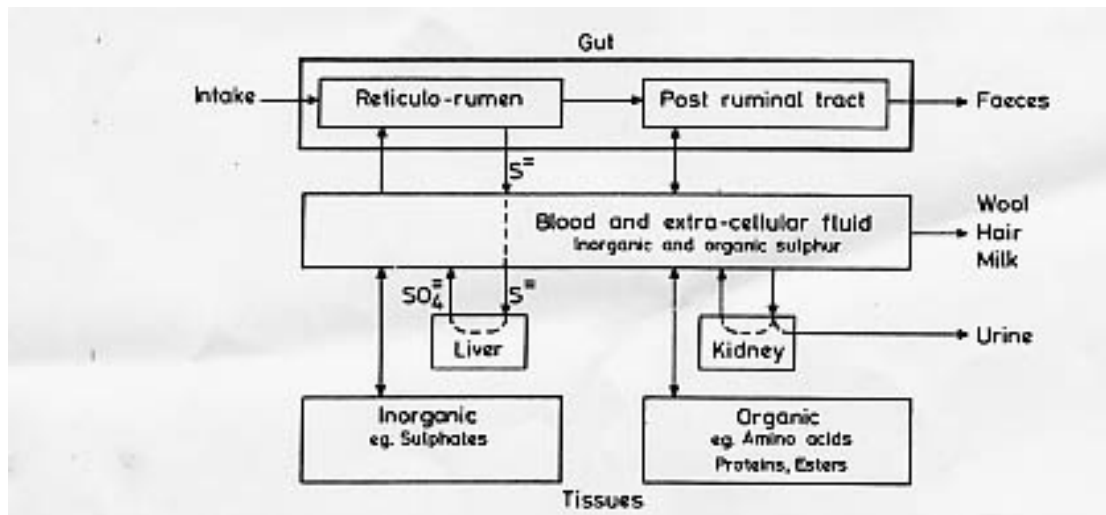 Gut
Intake
Reticulo-rumen
Post ruminal tract
Faeces
S=
Blood and extra-cellular fluid
Inorganic and organic sulphur
Wool
Hair
Milk
SO4=
S=
Liver
Kidney
Urine
Inorganic
eg. Sulphates
Organic
eg. Amino acids
Proteins, Esters
Tissues